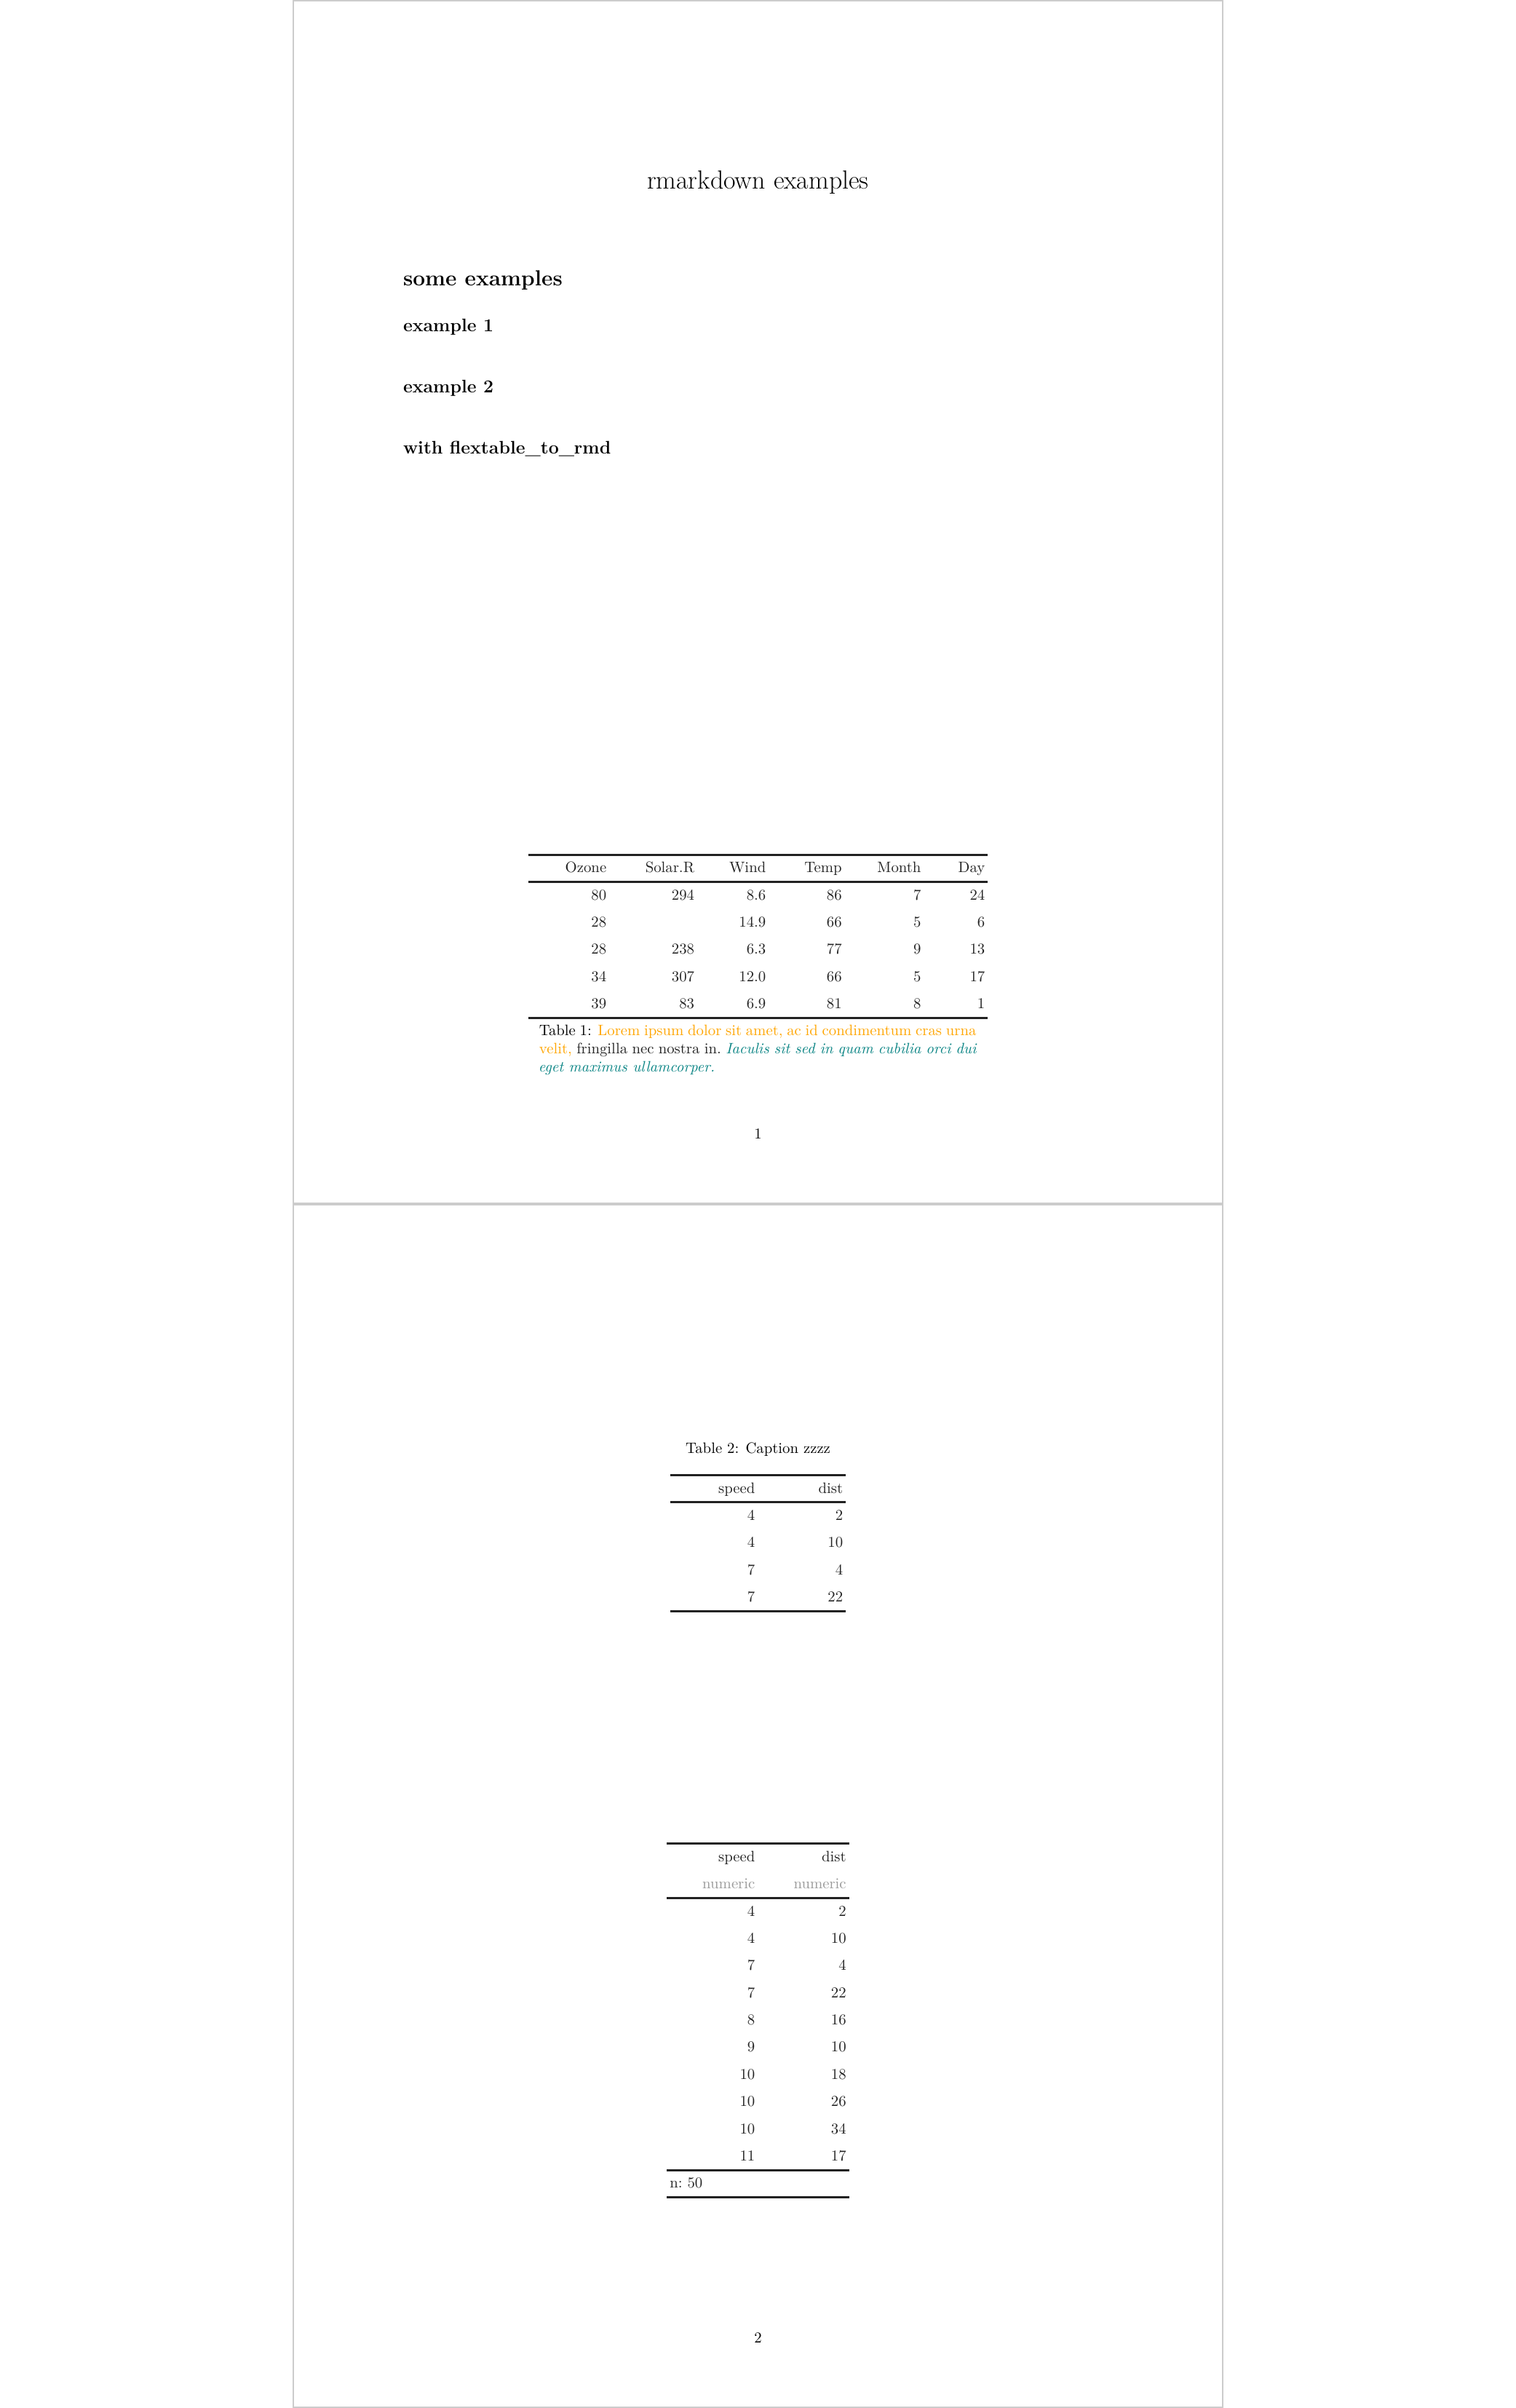 rmarkdown examples
some examples
example 1
example 2
with flextable_to_rmd
Ozone Solar.R Wind Temp Month Day
80 294 8.6 86 7 24
28 14.9 66 5 6
28 238 6.3 77 9 13
34 307 12.0 66 5 17
39 83 6.9 81 8 1
Table 1: Lorem ipsum dolor sit amet, ac id condimentum cras urna
velit, fringilla nec nostra in. Iaculis sit sed in quam cubilia orci dui
eget maximus ullamcorper.
1
Table 2: Caption zzzz
speed dist
4 2
4 10
7 4
7 22
speed dist
numeric numeric
4 2
4 10
7 4
7 22
8 16
9 10
10 18
10 26
10 34
11 17
n: 50
2